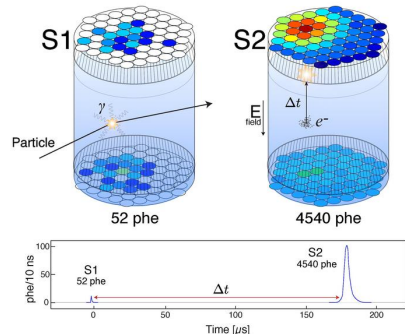 S1
S2
γ
Δt
E
field
e-
Particle
52 phe
4540 phe
phe/10 ns
100
50
0
S1
52 phe
Δt
S2
4540 phe
0
50
100
150
200
Time [µs]